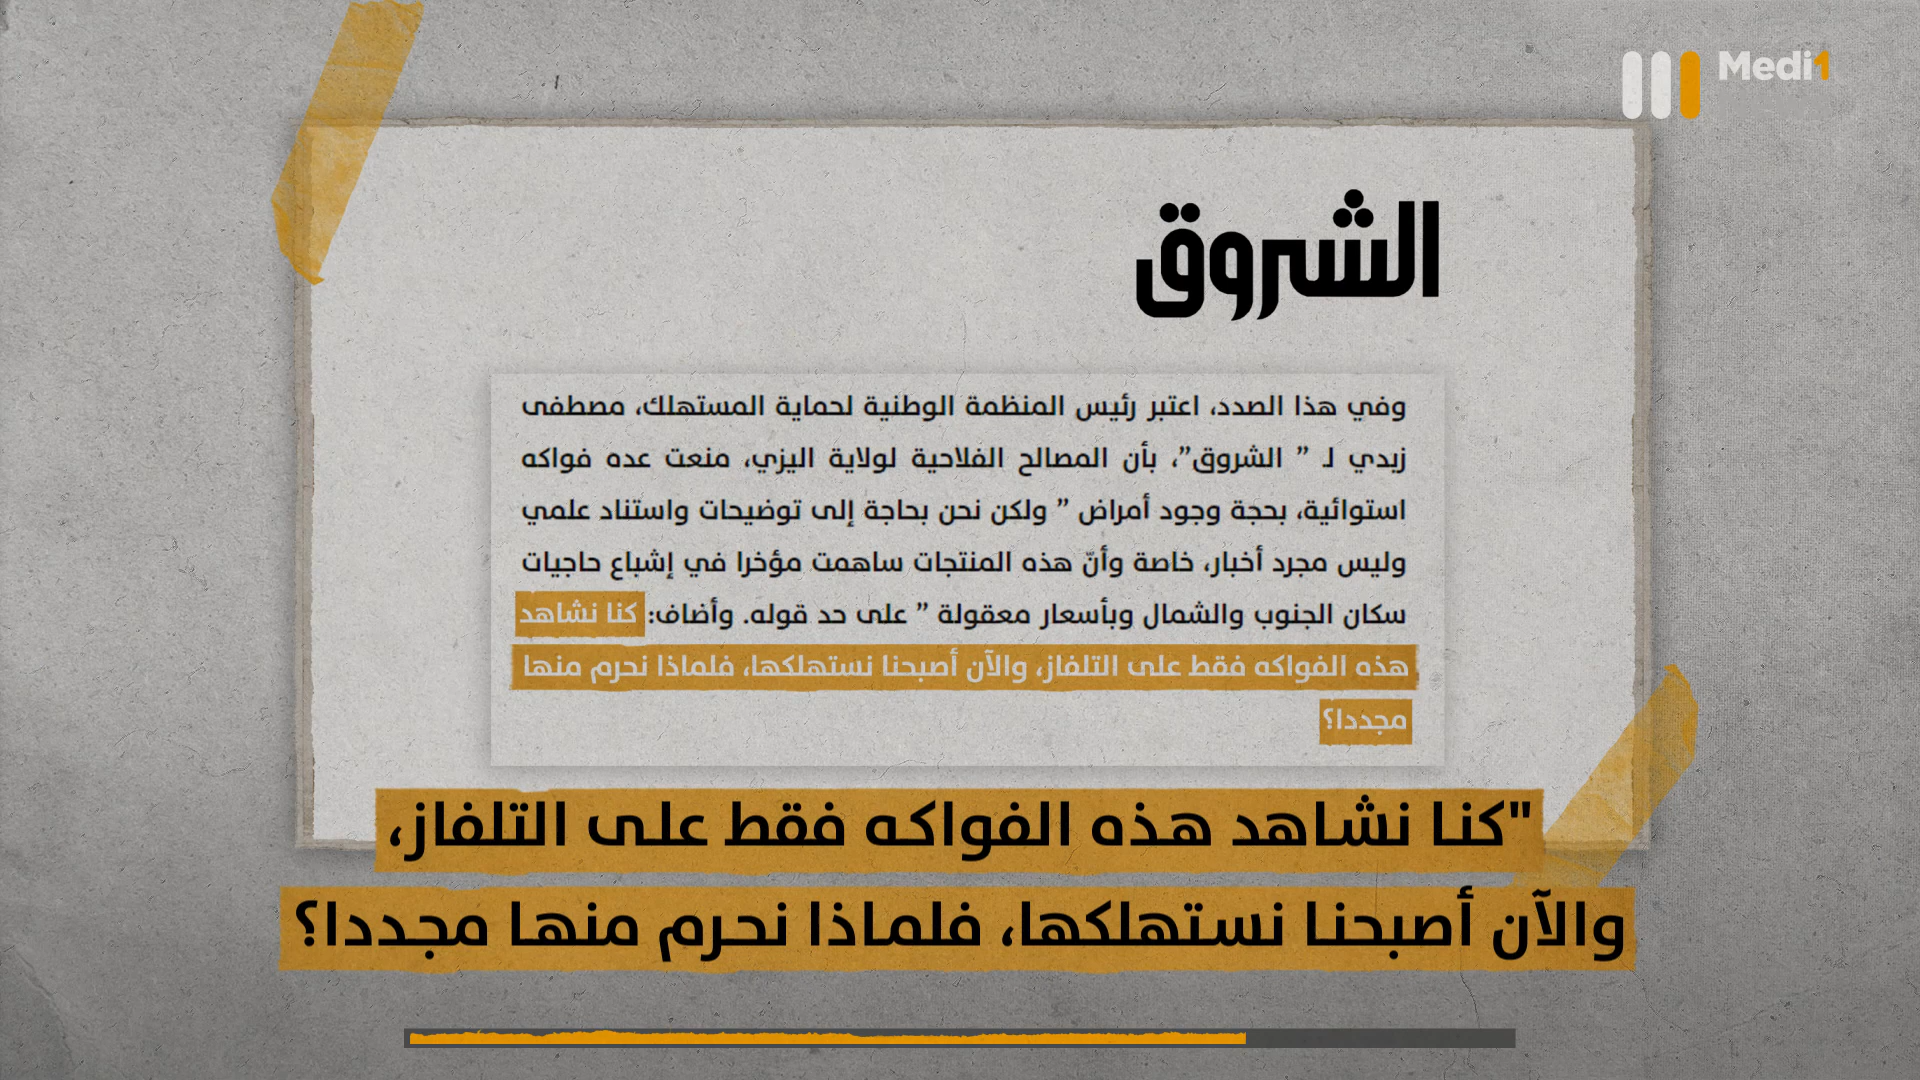 Medi1
الشروق
وفي هذا الصدد، اعتبر رئيس المنظمة الوطنية لحماية المستهلك، مصطفى
زبدي لـ ” الشروق”، بأن المصالح الفلاحية لولاية اليزي، منعت عده فواكه
استوائية، بحجة وجود أمراض ” ولكن نحن بحاجة إلى توضيحات واستناد علمي
وليس مجرد أخبار، خاصة وأنّ هذه المنتجات ساهمت مؤخرا في إشباع حاجيات
سكان الجنوب والشمال وبأسعار معقولة ” على حد قوله. وأضاف: كنا نشاهد
هذه الفواكه فقط على التلفاز، والآن أصبحنا نستهلكها، فلماذا نحرم منها
مجددا؟
"كنا نشاهد هذه الفواكه فقط على التلفاز،
والآن أصبحنا نستهلكها، فلماذا نحرم منها مجددا؟